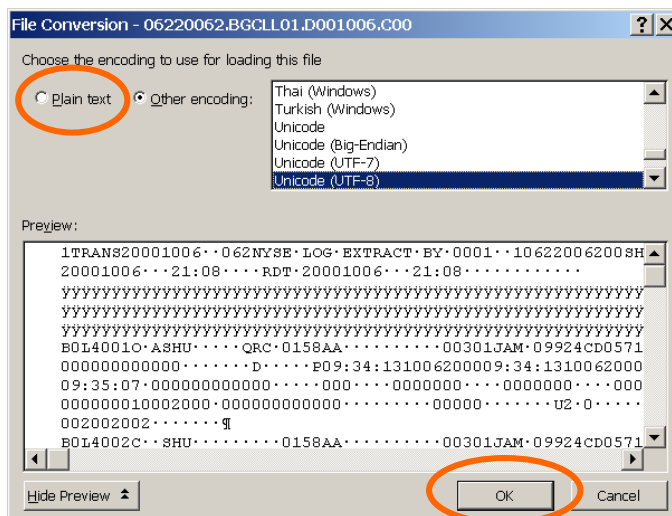 File Conversion - 06220062.BGCLL01.D001006.C00
Choose the encoding to use for loading this file
Plain text Other encoding:
Thai (Windows)
Turkish (Windows)
Unicode
Unicode (Big-Endian)
Unicode (UTF-7)
Unicode (UTF-8)
Preview:
1TRANS20001006··062NYSE·LOG·EXTRACT·BY·0001··10622006200SH
20001006···21:08····RDT·20001006···21:08············
ÿÿÿÿÿÿÿÿÿÿÿÿÿÿÿÿÿÿÿÿÿÿÿÿÿÿÿÿÿÿÿÿÿÿÿÿÿÿÿÿÿÿÿÿÿÿÿÿÿÿÿÿÿÿÿÿÿÿ
ÿÿÿÿÿÿÿÿÿÿÿÿÿÿÿÿÿÿÿÿÿÿÿÿÿÿÿÿÿÿÿÿÿÿÿÿÿÿÿÿÿÿÿÿÿÿÿÿÿÿÿÿÿÿÿÿÿÿ
ÿÿÿÿÿÿÿÿÿÿÿÿÿÿÿÿÿÿÿÿÿÿÿÿÿÿÿÿÿÿÿÿÿÿÿÿÿÿÿÿÿÿÿÿÿÿÿÿÿÿÿÿÿÿÿÿÿÿ
B0L4001O·ASHU·····QRC·0158AA··········00301JAM·09924CD0571
000000000000·······D·····P09:34:131006200009:34:1310062000
09:35:07·000000000000·····000····0000000····0000000····000
000000010002000·000000000000·········00000·······U2·0·····
002002002·······¶
B0L4002C··SHU·········0158AA··········00301JAM·09924CD0571
Hide Preview OK Cancel